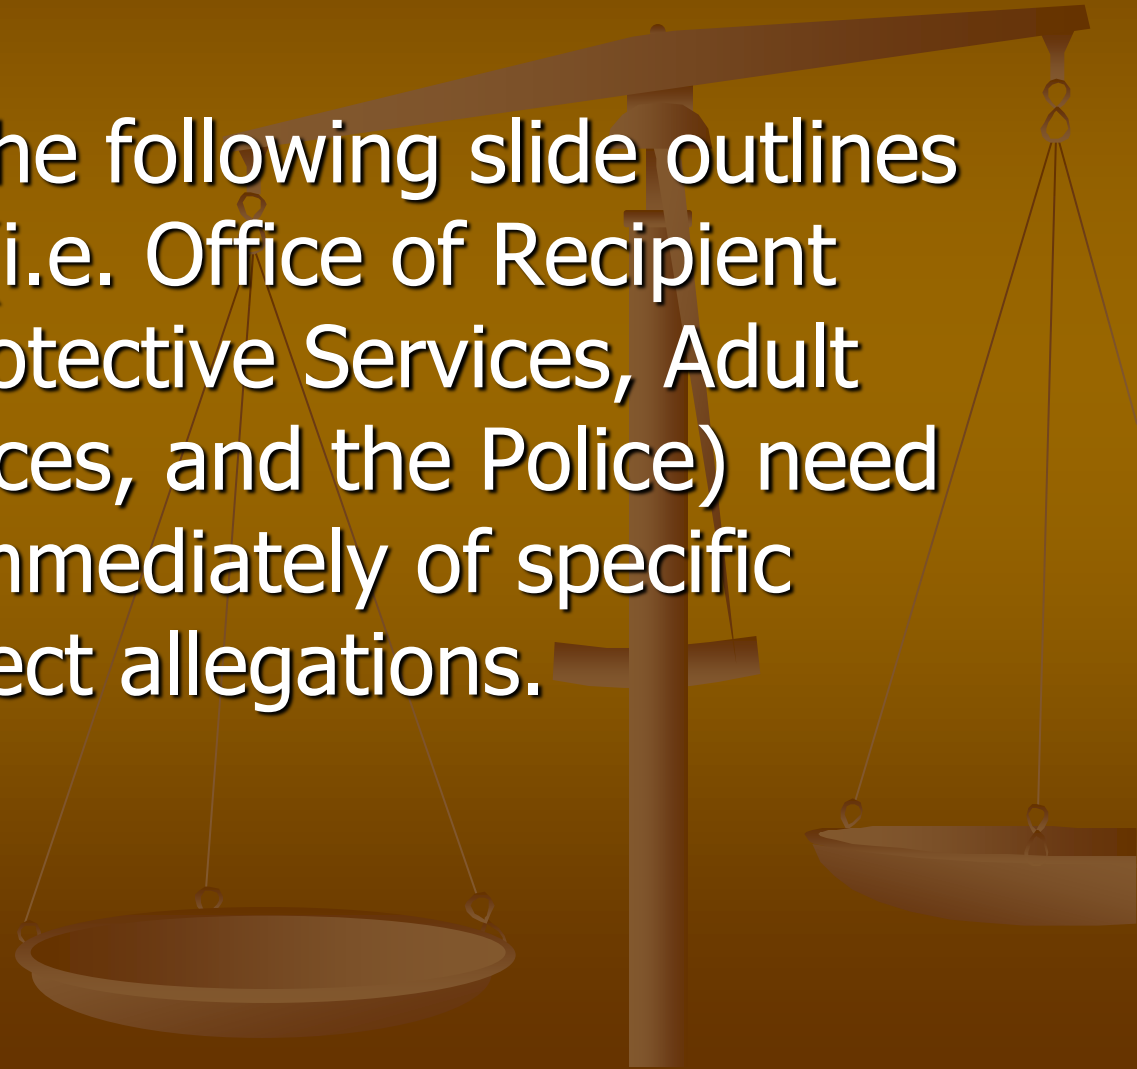 he following slide outlines
i.e. Office of Recipient
otective Services, Adult
ces, and the Police) need
mmediately of specific
ect allegations.